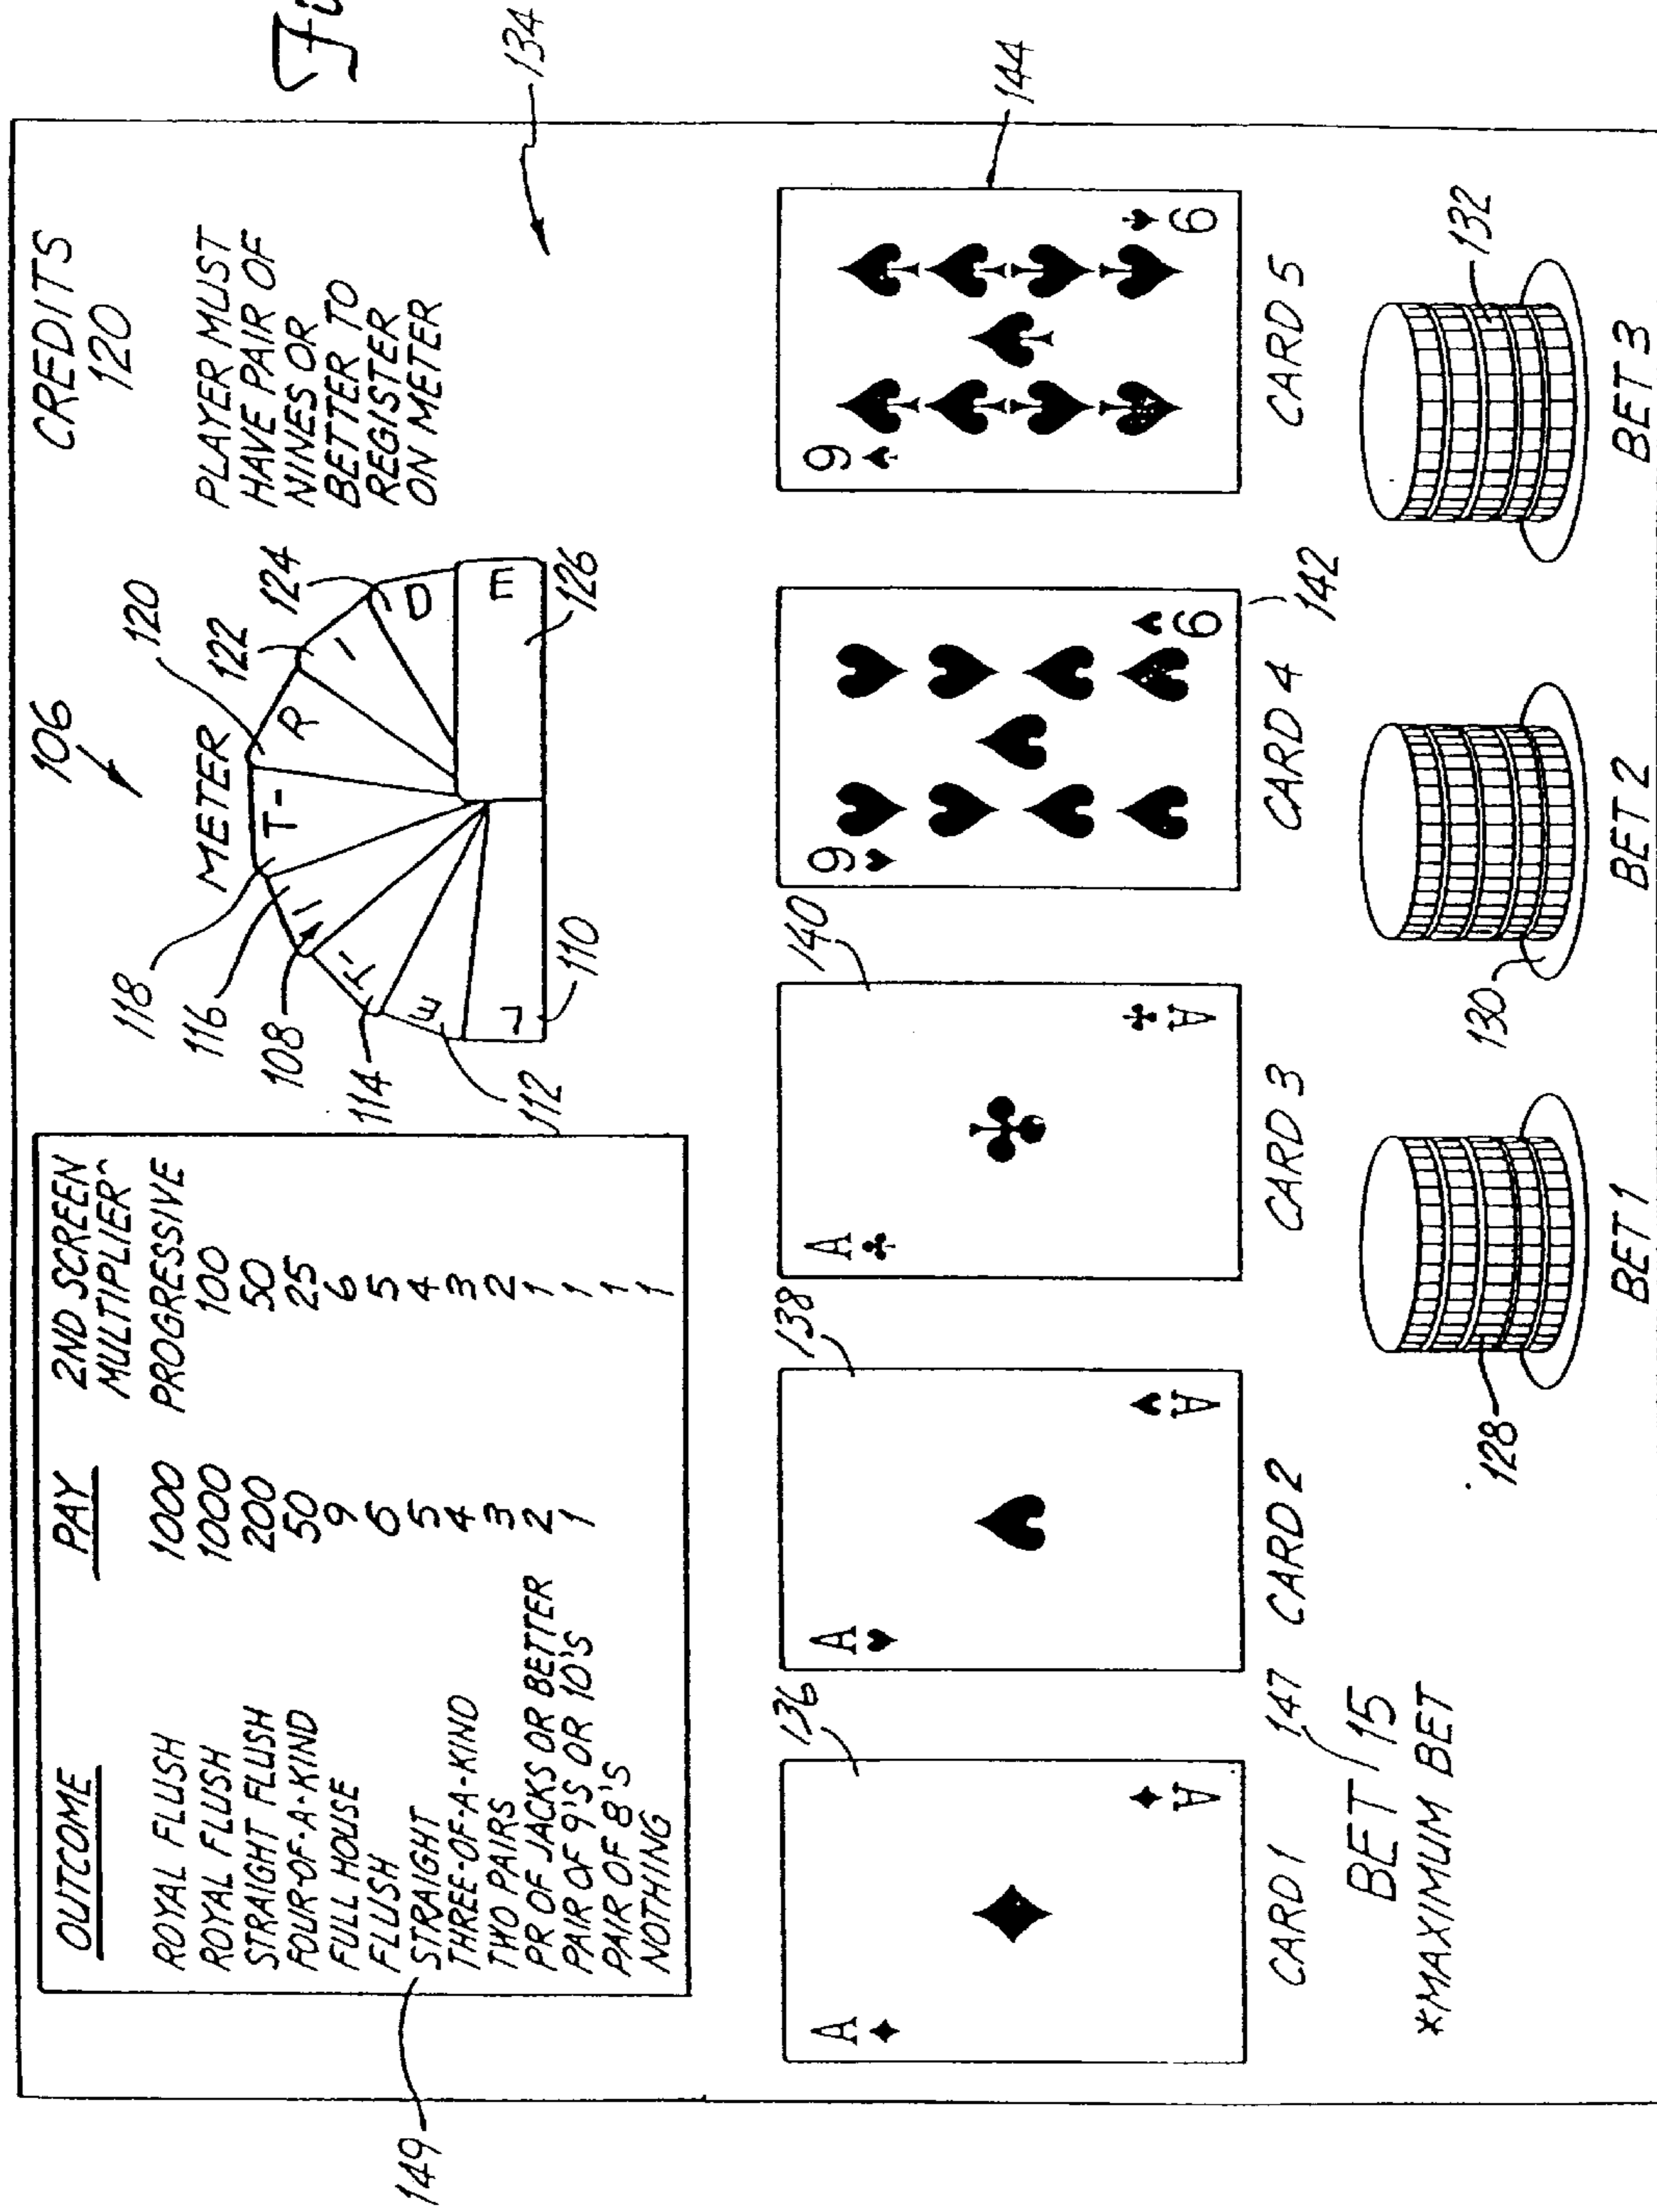 Fi
134
CREDITS
120
106
METER
PLAYER MUST
HAVE PAIR OF
NINES OR
BETTER TO
REGISTER
ON METER
OUTCOME PAY 2ND SCREEN
MULTIPLIER^
ROYAL FLUSH 1000 PROGRESSIVE
ROYAL FLUSH 1000 100
STRAIGHT FLUSH 200 50
FOUR-OF-A-KIND 50 25
FULL HOUSE 9 6
FLUSH 6 5
STRAIGHT 5 4
THREE-OF-A-KIND 4 3
TWO PAIRS 3 2
PR OF JACKS OR BETTER 2 1
PAIR OF 9'S OR 10'S 1 1
PAIR OF 8'S 1
NOTHING 1
149
118
116
108
114
112
110
120
122
124
126
L E T' I T- R I D E
136
138
140
142
144
A A
A A
A A
9 9
9 9
CARD 1
CARD 2
CARD 3
CARD 4
CARD 5
147
BET 15
*MAXIMUM BET
128
130
132
BET 1
BET 2
BET 3